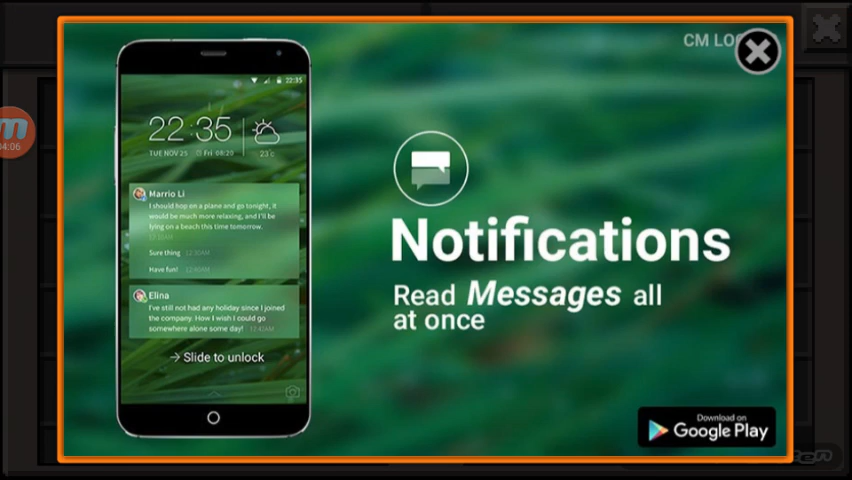 CM LO
22:35
22:35
TUE NOV 25 Fri 08:20 23°c
04:06
Marrio Li
I should hop on a plane and go tonight, it
would be much more relaxing, and I'll be
lying on a beach this time tomorrow.
Sure thing 12:30AM
Have fun! 12:40AM
Elina
I've still not had any holiday since I joined
the company. How I wish I could go
somewhere alone some day! 12:42AM
Slide to unlock
Notifications
Read Messages all
at once
Download on
Google Play